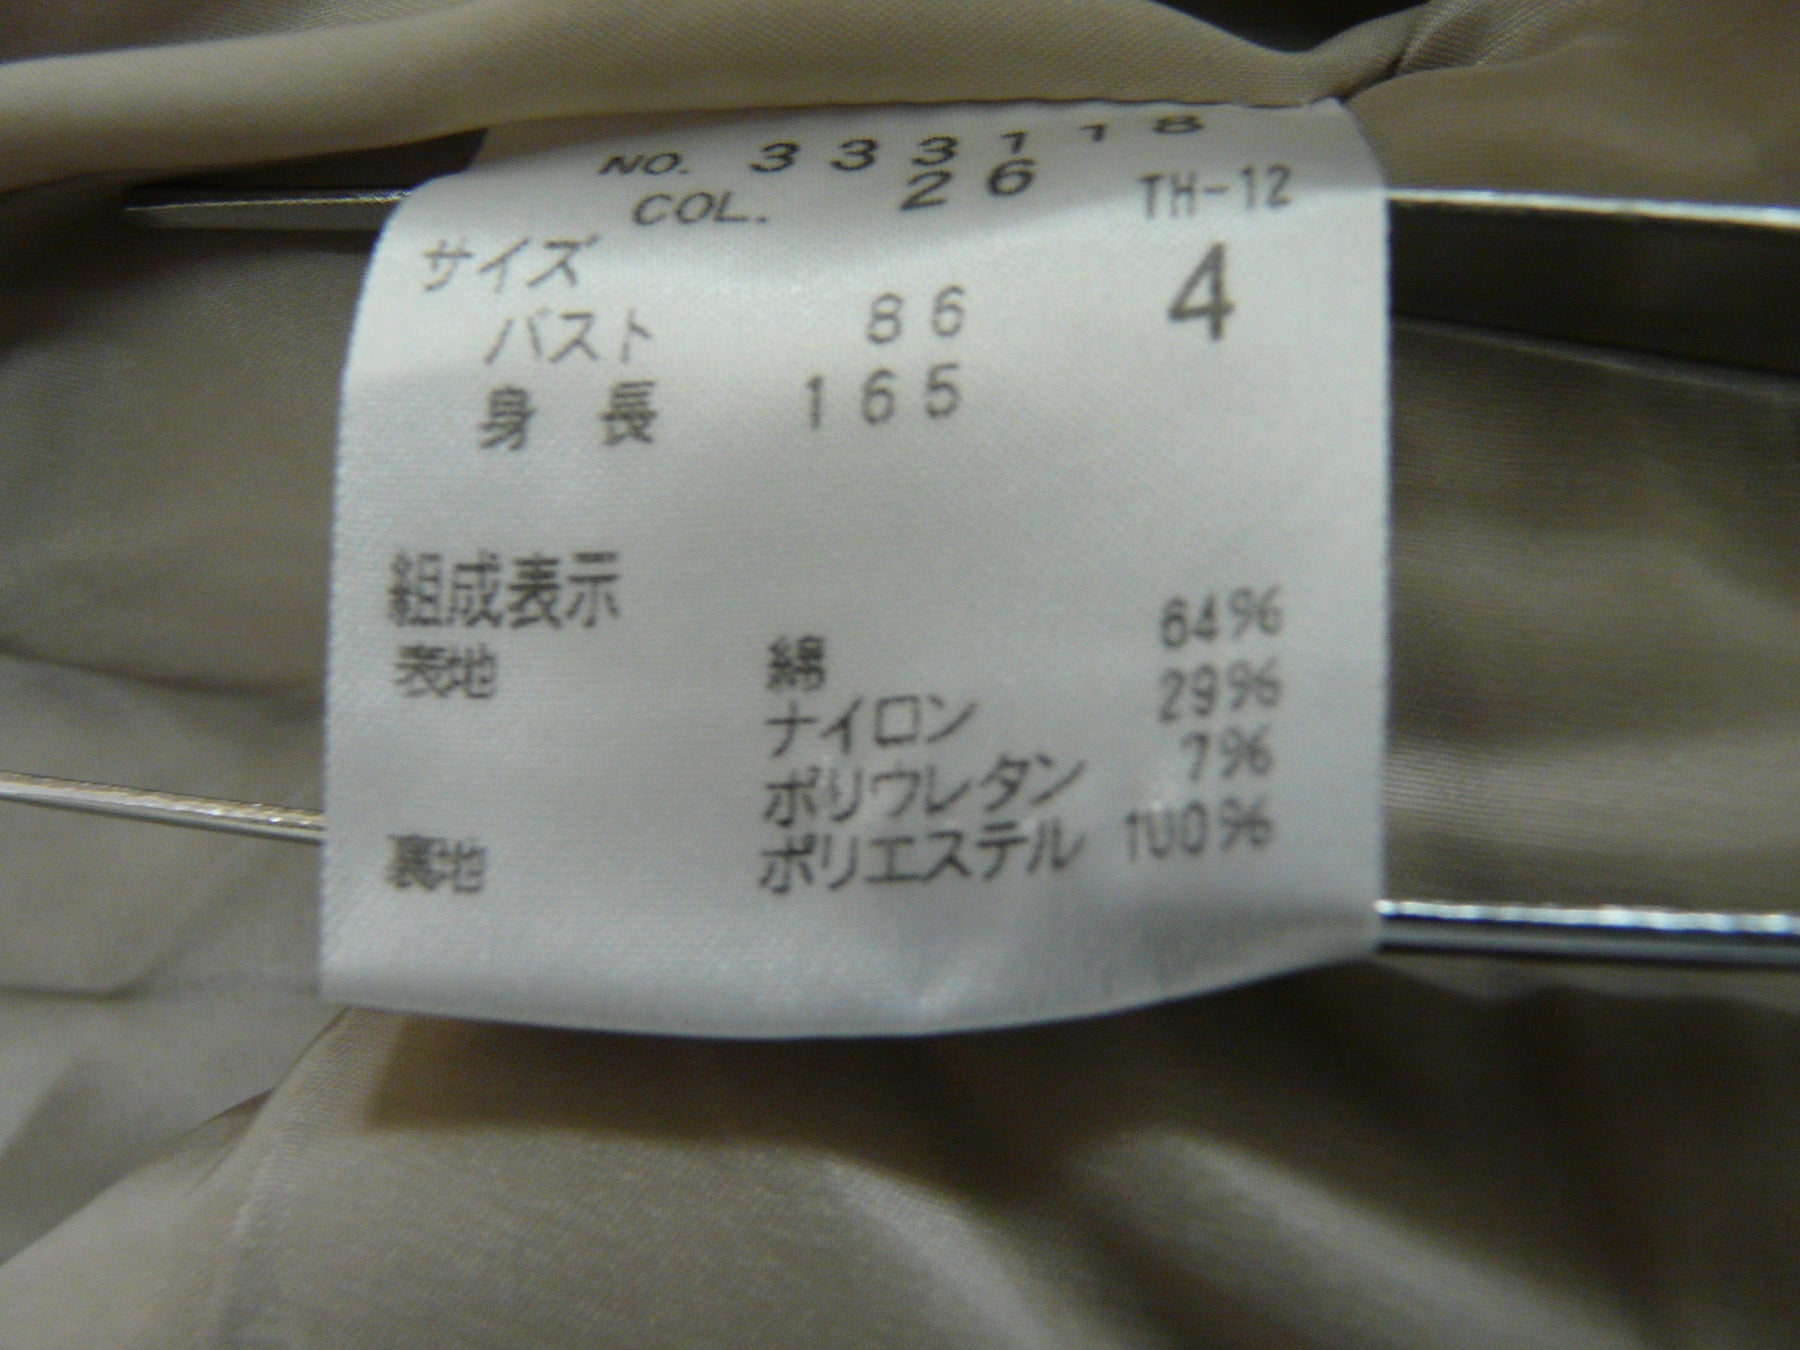 NO. 333118
COL. 26 TH-12
サイズ 4
バスト 86
身長 165
組成表示
表地 綿 64%
ナイロン 29%
ポリウレタン 7%
裏地 ポリエステル 100%